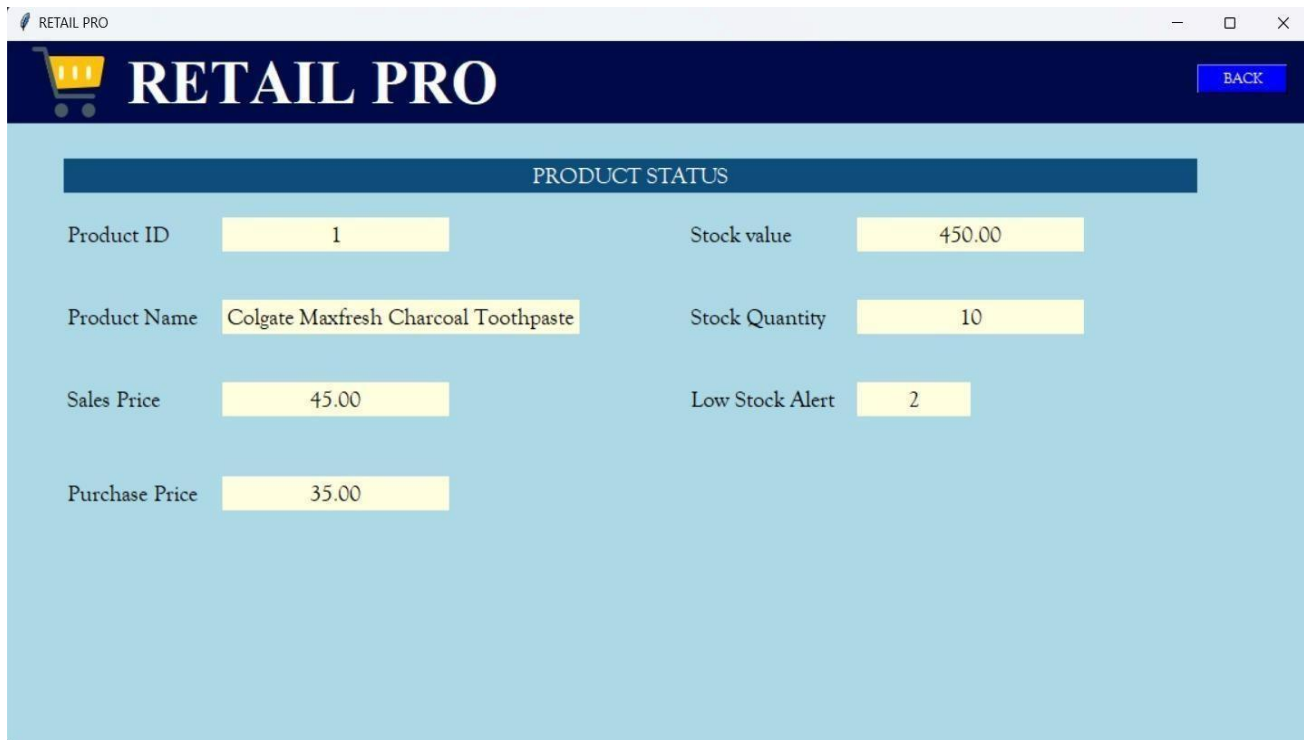 RETAIL PRO
RETAIL PRO
BACK
PRODUCT STATUS
Product ID 1 Stock value 450.00
Product Name Colgate Maxfresh Charcoal Toothpaste Stock Quantity 10
Sales Price 45.00 Low Stock Alert 2
Purchase Price 35.00